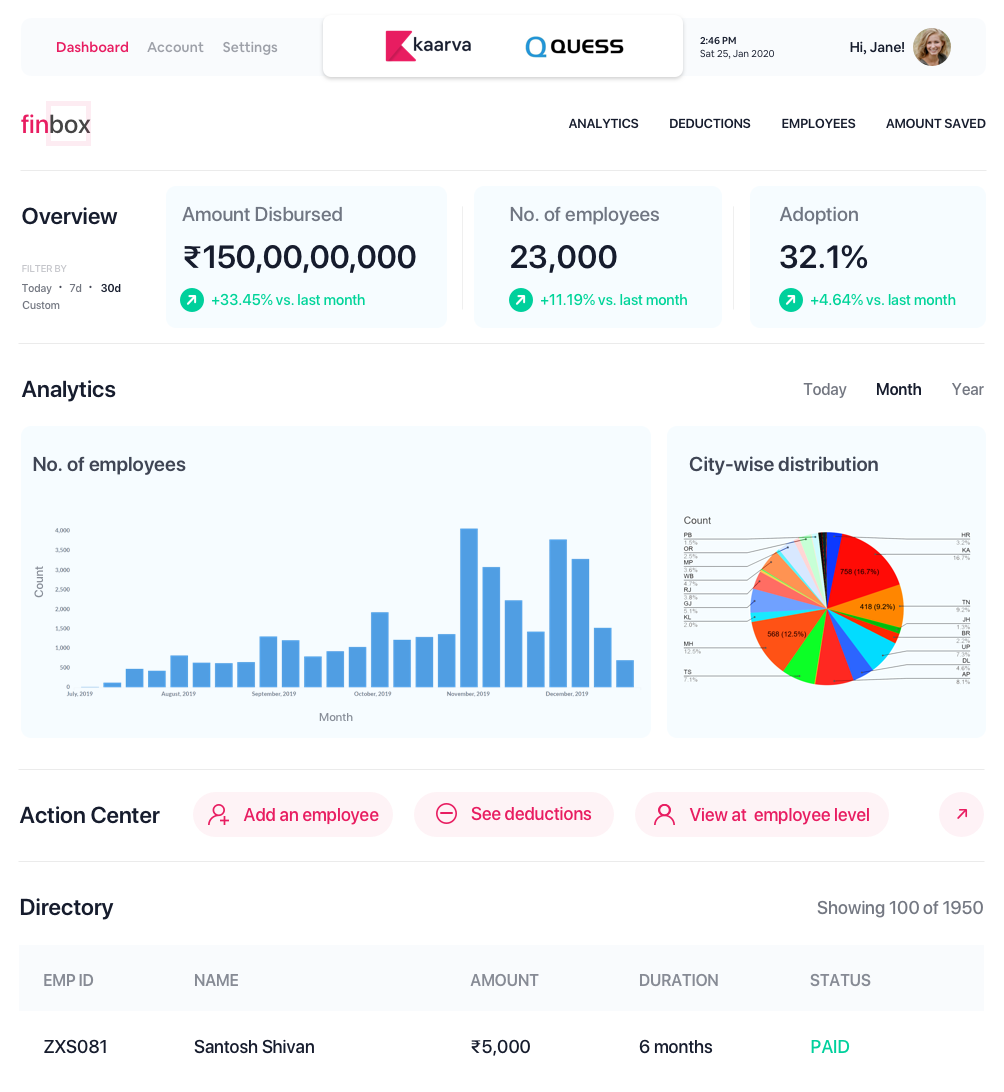 Dashboard Account Settings
kaarva
QUESS
2:46 PM
Sat 25, Jan 2020
Hi, Jane!
finbox
ANALYTICS DEDUCTIONS EMPLOYEES AMOUNT SAVED
Overview
FILTER BY
Today · 7d · 30d
Custom
Amount Disbursed
₹150,00,00,000
+33.45% vs. last month
No. of employees
23,000
+11.19% vs. last month
Adoption
32.1%
+4.64% vs. last month
Analytics
Today Month Year
No. of employees
Count
4,000
3,500
3,000
2,500
2,000
1,500
1,000
500
0
July, 2019 August, 2019 September, 2019 October, 2019 November, 2019 December, 2019
Month
City-wise distribution
Count
PB
1.5%
OR
2.5%
MP
3.6%
WB
4.7%
RJ
3.8%
GJ
5.1%
KL
2.0%
MH
12.5%
TS
7.1%
HR
3.2%
KA
16.7%
TN
9.2%
JH
1.3%
BR
2.2%
UP
7.3%
DL
4.6%
AP
8.1%
758 (16.7%)
418 (9.2%)
568 (12.5%)
Action Center
Add an employee
See deductions
View at employee level
Directory
Showing 100 of 1950
EMP ID NAME AMOUNT DURATION STATUS
ZXS081 Santosh Shivan ₹5,000 6 months PAID